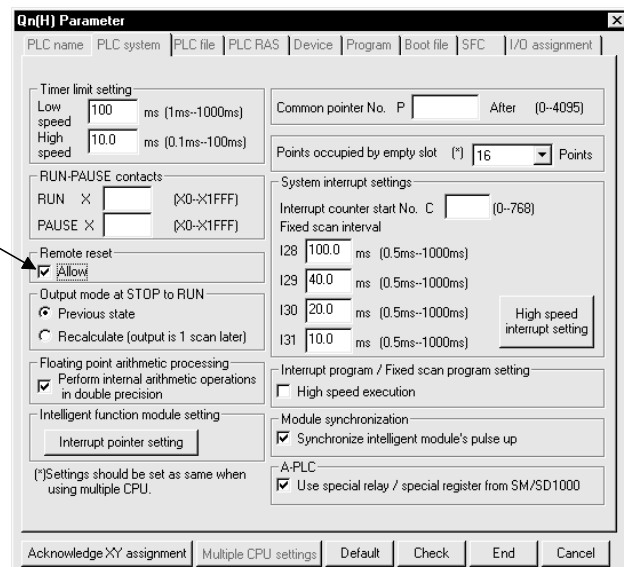 Qn(H) Parameter
PLC name PLC system PLC file PLC RAS Device Program Boot file SFC I/O assignment
Timer limit setting
Low speed 100 ms (1ms--1000ms)
High speed 10.0 ms (0.1ms--100ms)
RUN-PAUSE contacts
RUN X (X0--X1FFF)
PAUSE X (X0--X1FFF)
Remote reset
Allow
Output mode at STOP to RUN
Previous state
Recalculate (output is 1 scan later)
Floating point arithmetic processing
Perform internal arithmetic operations
in double precision
Intelligent function module setting
Interrupt pointer setting
(*)Settings should be set as same when
using multiple CPU.
Common pointer No. P After (0--4095)
Points occupied by empty slot (*) 16 Points
System interrupt settings
Interrupt counter start No. C (0--768)
Fixed scan interval
I28 100.0 ms (0.5ms--1000ms)
I29 40.0 ms (0.5ms--1000ms)
I30 20.0 ms (0.5ms--1000ms)
I31 10.0 ms (0.5ms--1000ms)
High speed
interrupt setting
Interrupt program / Fixed scan program setting
High speed execution
Module synchronization
Synchronize intelligent module's pulse up
A-PLC
Use special relay / special register from SM/SD1000
Acknowledge XY assignment Multiple CPU settings Default Check End Cancel